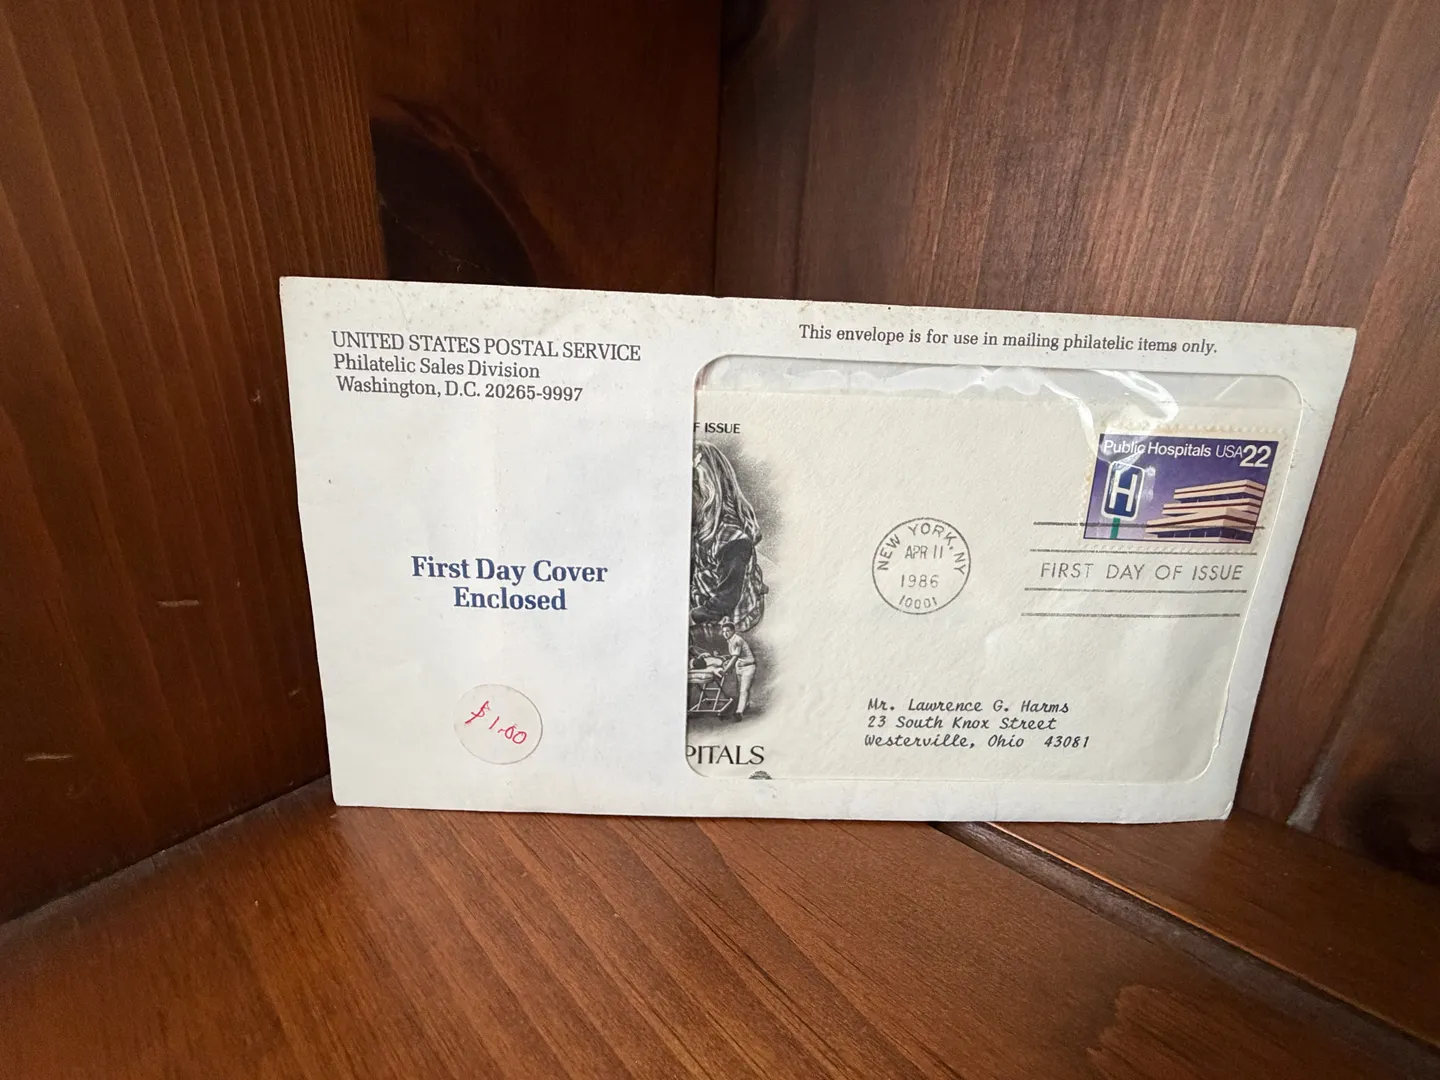 UNITED STATES POSTAL SERVICE
Philatelic Sales Division
Washington, D.C. 20265-9997
This envelope is for use in mailing philatelic items only.
First Day Cover
Enclosed
$1.00
F ISSUE
PITALS
Public Hospitals USA 22
H
NEW YORK, NY
APR 11
1986
10001
FIRST DAY OF ISSUE
Mr. Lawrence G. Harms
23 South Knox Street
Westerville, Ohio 43081